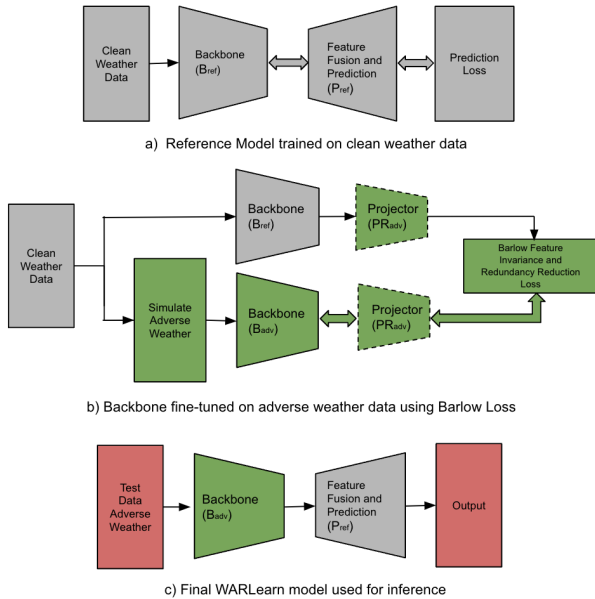 Clean
Weather
Data
Backbone
(Bref)
Feature
Fusion and
Prediction
(Pref)
Prediction
Loss
a) Reference Model trained on clean weather data
Clean
Weather
Data
Backbone
(Bref)
Projector
(PRadv)
Barlow Feature
Invariance and
Redundancy Reduction
Loss
Simulate
Adverse
Weather
Backbone
(Badv)
Projector
(PRadv)
b) Backbone fine-tuned on adverse weather data using Barlow Loss
Test
Data
Adverse
Weather
Backbone
(Badv)
Feature
Fusion and
Prediction
(Pref)
Output
c) Final WARLearn model used for inference